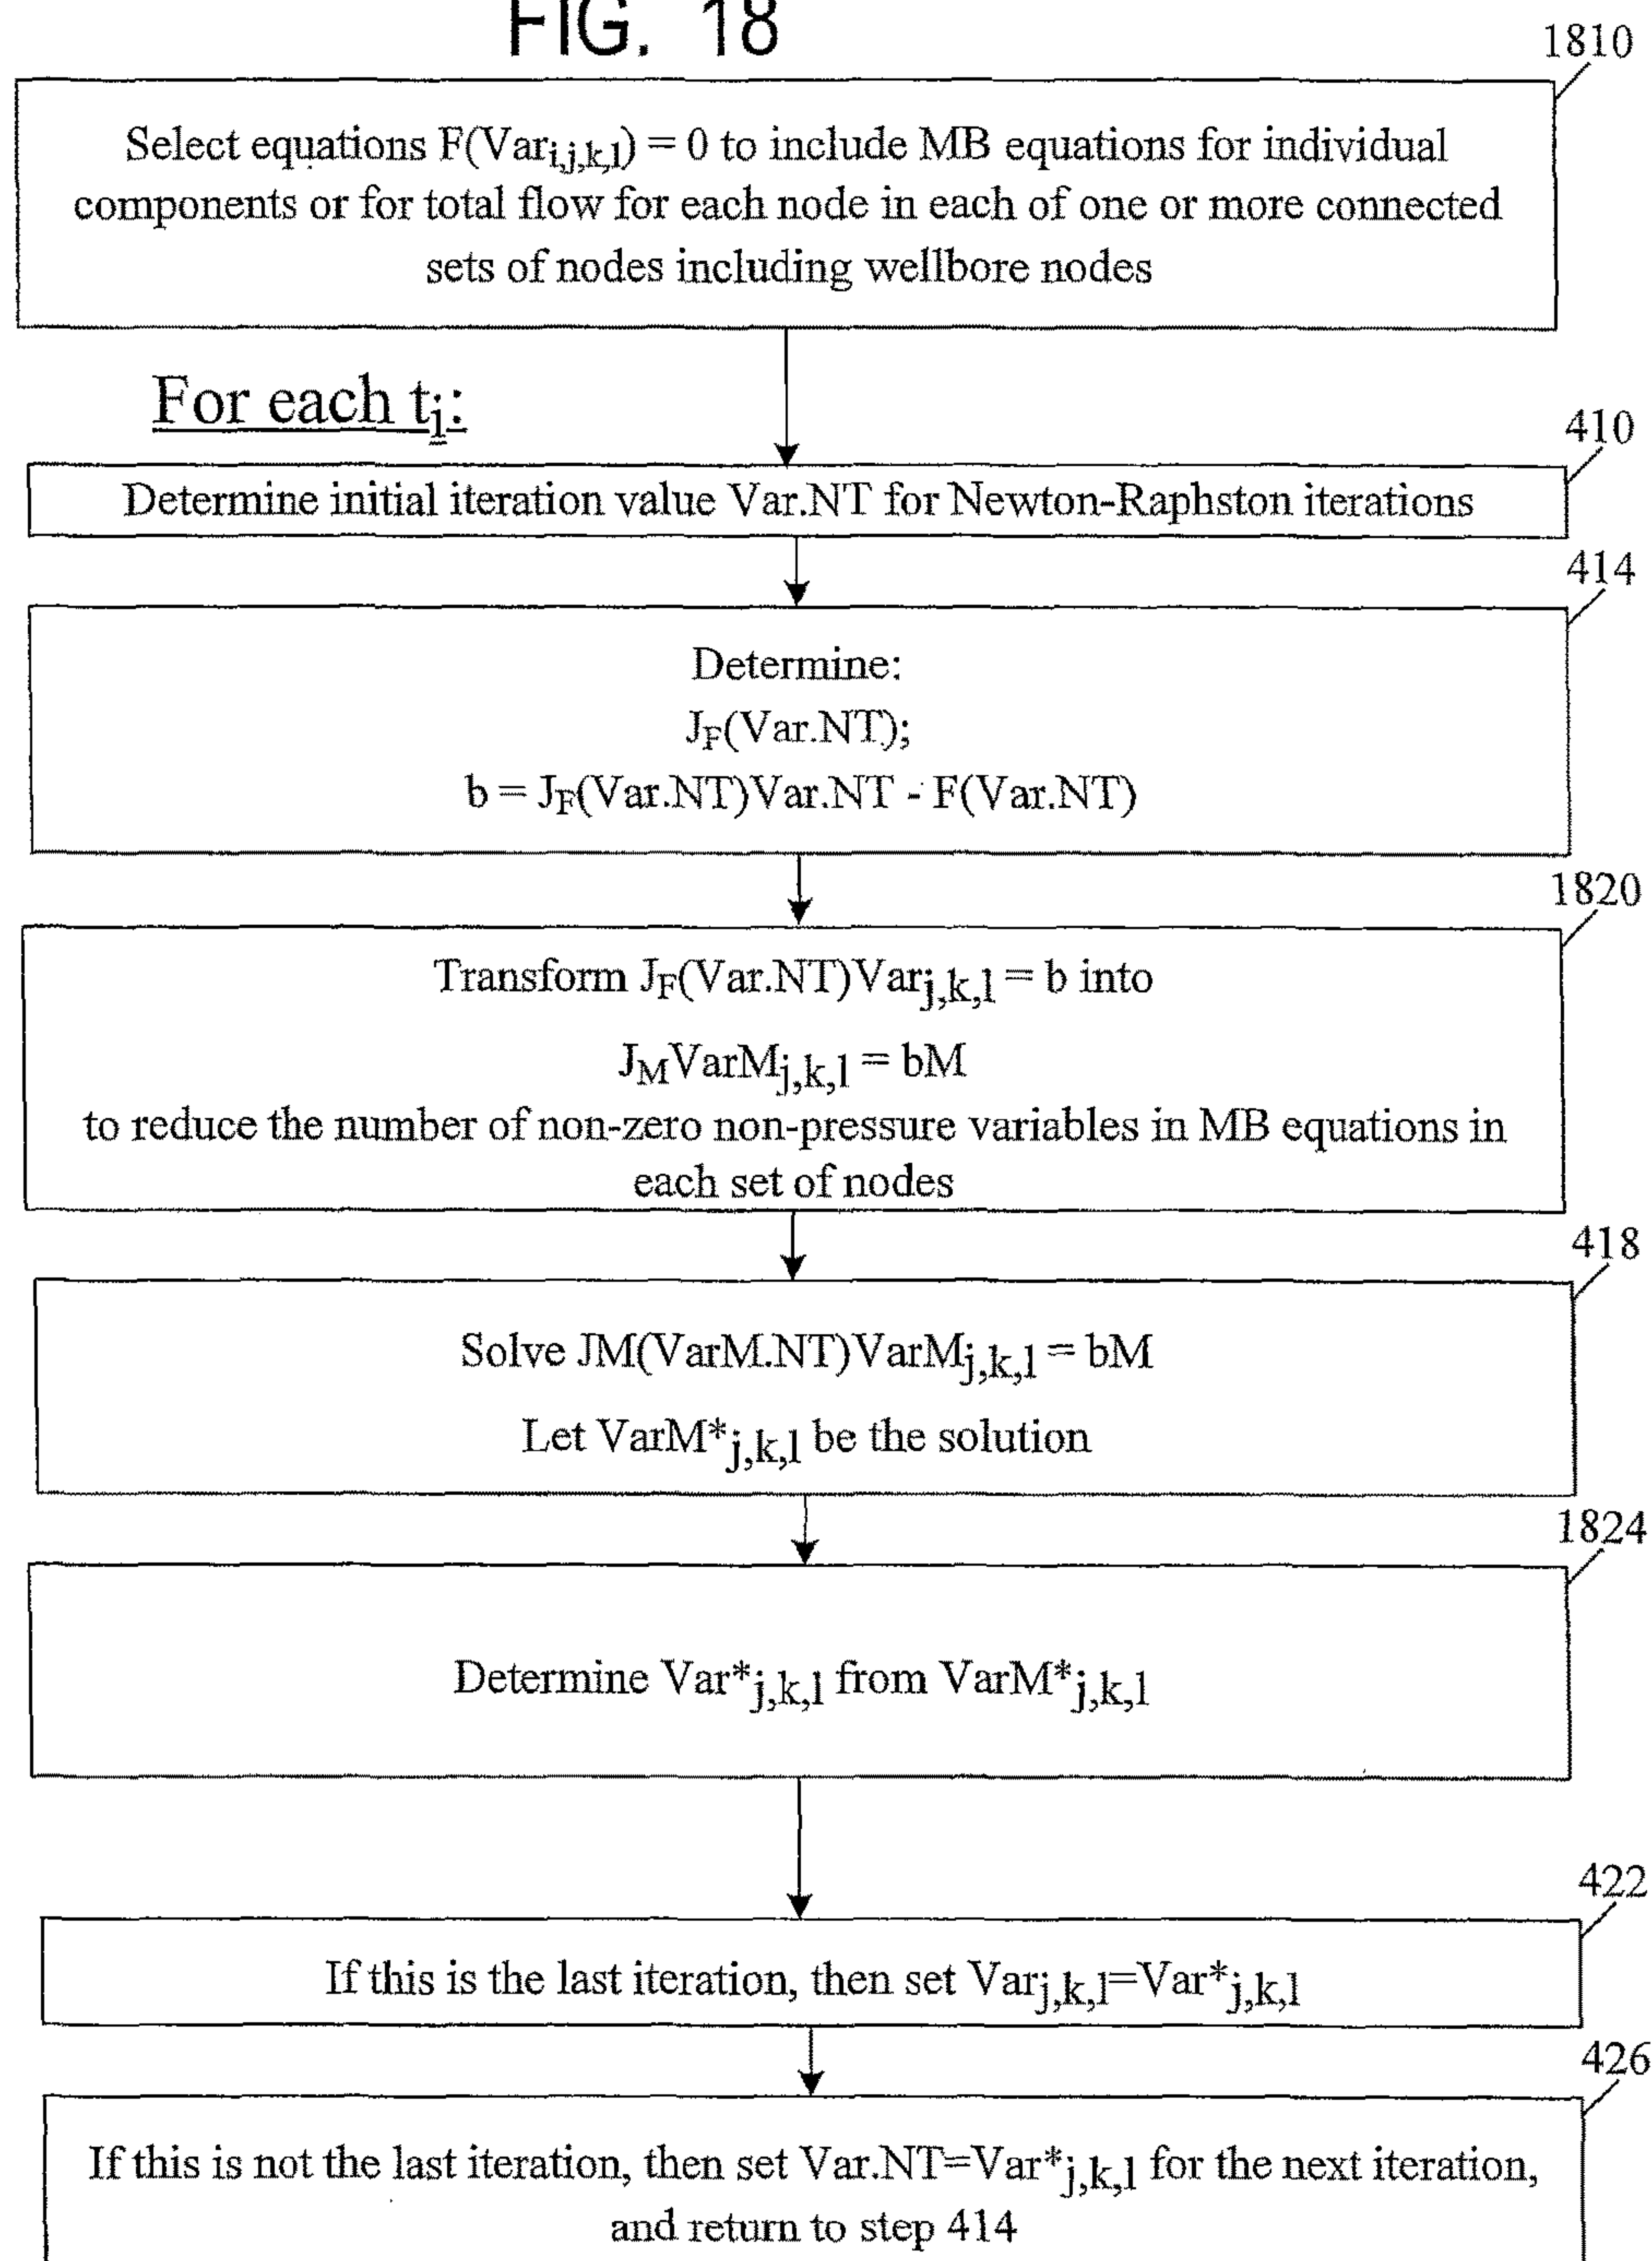 FIG. 18
1810
Select equations F(Var_{i,j,k,l}) = 0 to include MB equations for individual
components or for total flow for each node in each of one or more connected
sets of nodes including wellbore nodes
For each t_i:
410
Determine initial iteration value Var.NT for Newton-Raphston iterations
414
Determine:
J_F(Var.NT);
b = J_F(Var.NT)Var.NT - F(Var.NT)
1820
Transform J_F(Var.NT)Var_{j,k,l} = b into
J_MVarM_{j,k,l} = bM
to reduce the number of non-zero non-pressure variables in MB equations in
each set of nodes
418
Solve JM(VarM.NT)VarM_{j,k,l} = bM
Let VarM*_{j,k,l} be the solution
1824
Determine Var*_{j,k,l} from VarM*_{j,k,l}
422
If this is the last iteration, then set Var_{j,k,l}=Var*_{j,k,l}
426
If this is not the last iteration, then set Var.NT=Var*_{j,k,l} for the next iteration,
and return to step 414